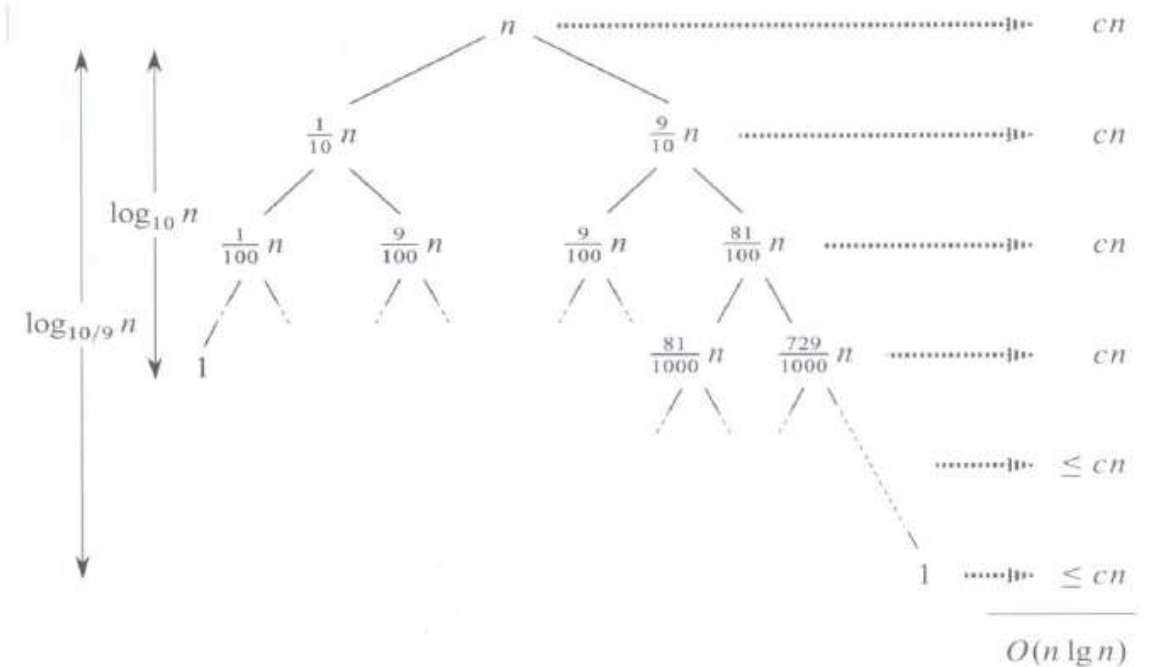 n cn
1/10 n 9/10 n cn
log₁₀ n
1/100 n 9/100 n 9/100 n 81/100 n cn
log₁₀/₉ n
1 81/1000 n 729/1000 n cn
≤ cn
1 ≤ cn
O(n lg n)